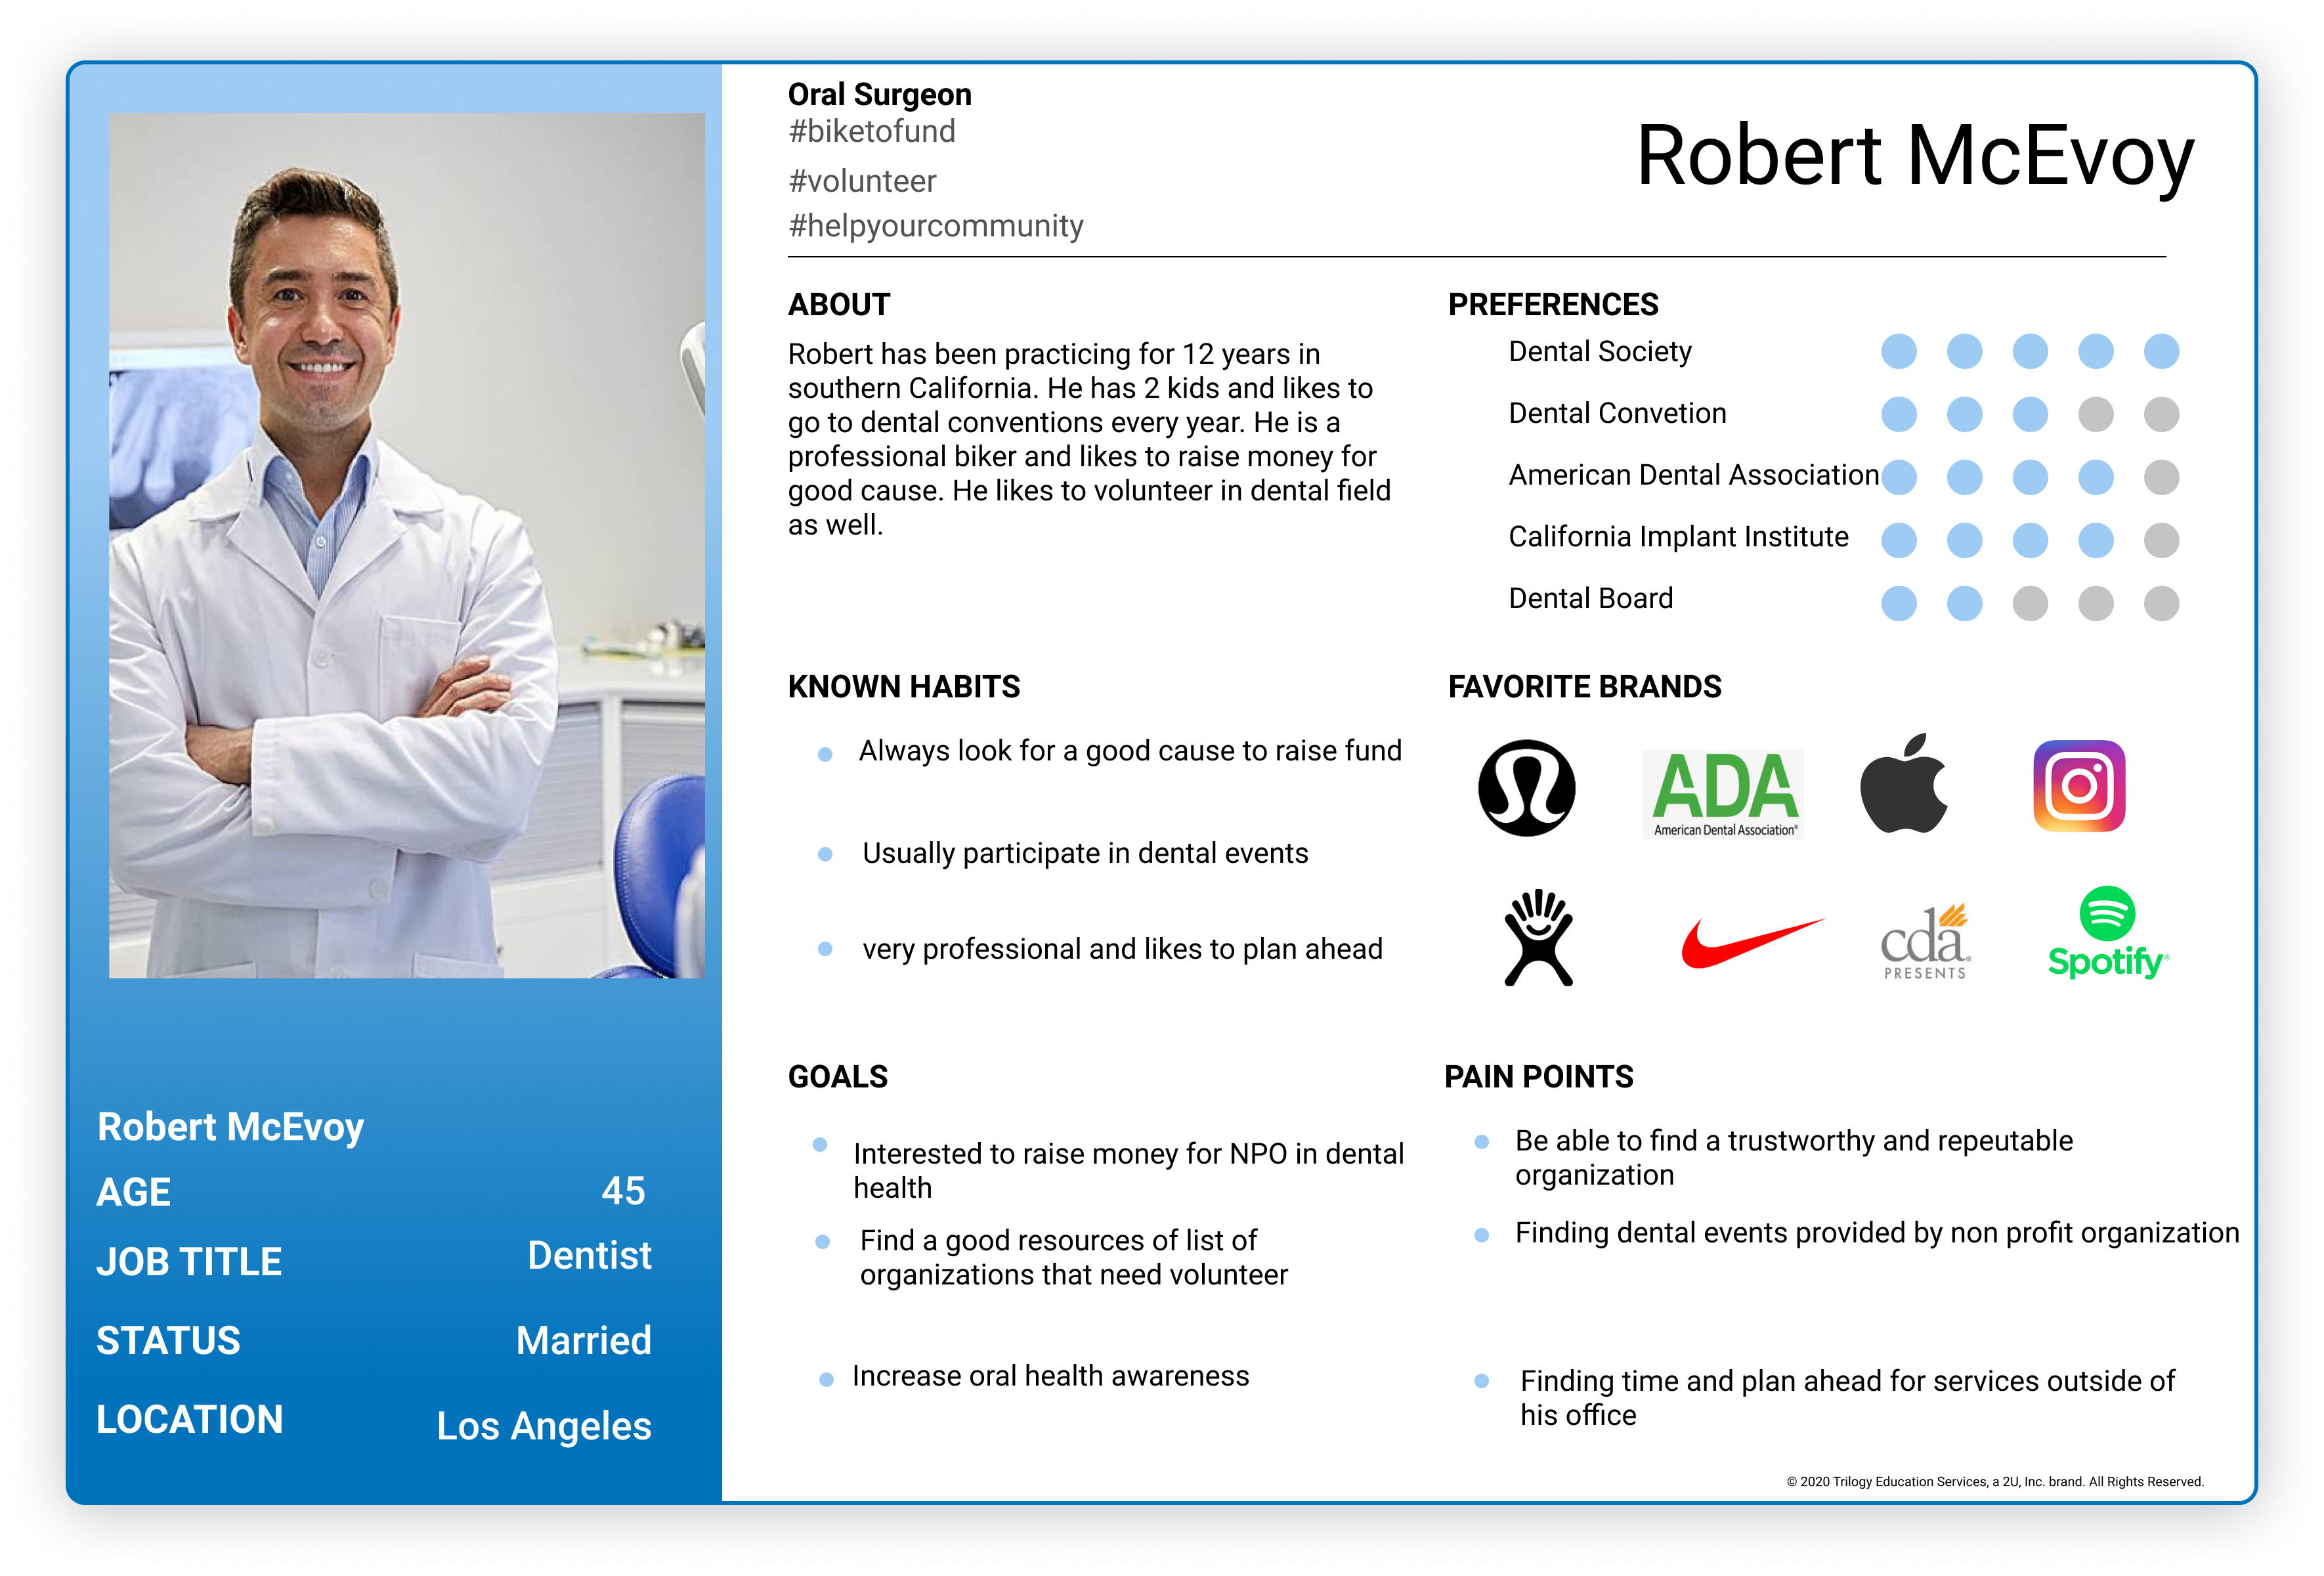 Oral Surgeon
#biketofund
#volunteer
#helpyourcommunity
Robert McEvoy
ABOUT
Robert has been practicing for 12 years in
southern California. He has 2 kids and likes to
go to dental conventions every year. He is a
professional biker and likes to raise money for
good cause. He likes to volunteer in dental field
as well.
PREFERENCES
Dental Society
Dental Convetion
American Dental Association
California Implant Institute
Dental Board
KNOWN HABITS
Always look for a good cause to raise fund
Usually participate in dental events
very professional and likes to plan ahead
FAVORITE BRANDS
ADA
American Dental Association®
cda®
PRESENTS
Spotify®
GOALS
Interested to raise money for NPO in dental
health
Find a good resources of list of
organizations that need volunteer
Increase oral health awareness
PAIN POINTS
Be able to find a trustworthy and repeutable
organization
Finding dental events provided by non profit organization
Finding time and plan ahead for services outside of
his office
Robert McEvoy
AGE 45
JOB TITLE Dentist
STATUS Married
LOCATION Los Angeles
© 2020 Trilogy Education Services, a 2U, Inc. brand. All Rights Reserved.